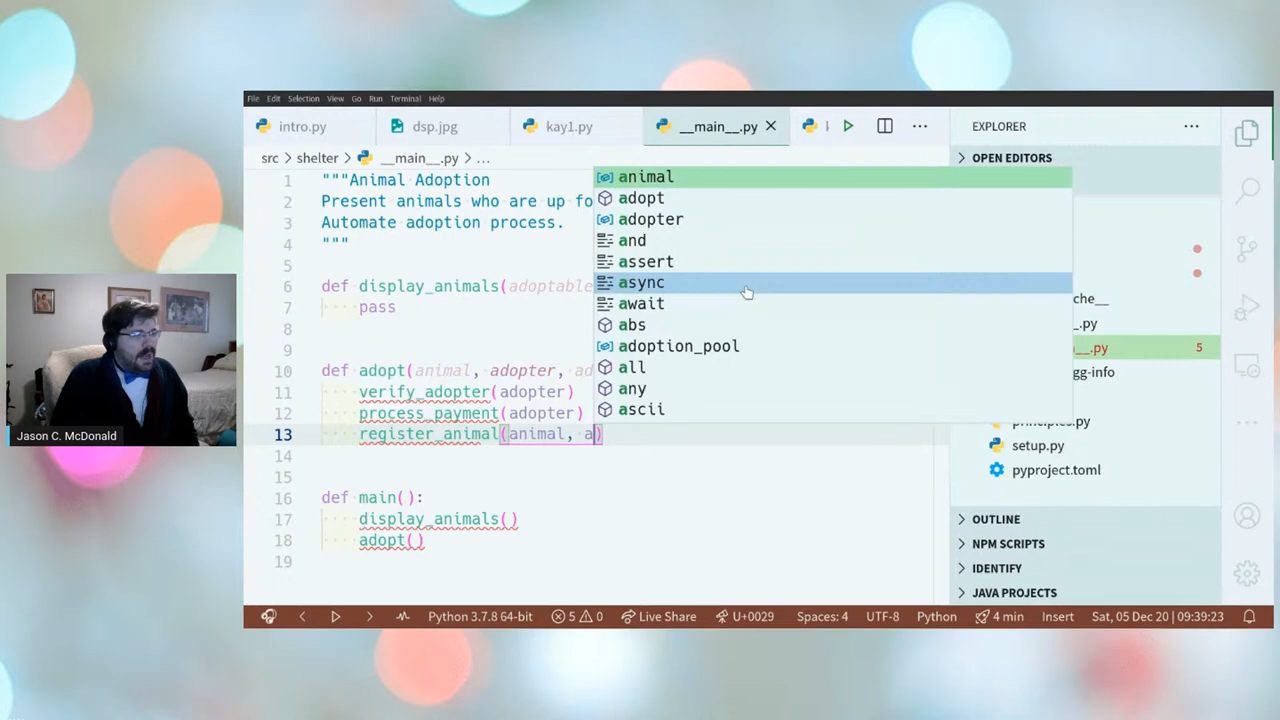 File Edit Selection View Go Run Terminal Help
intro.py dsp.jpg kay1.py __main__.py
EXPLORER
src > shelter > __main__.py > …
OPEN EDITORS
1 """Animal Adoption
2 Present animals who are up fo
3 Automate adoption process.
4 """
5
6 def display_animals(adoptable
7 pass
8
9
10 def adopt(animal, adopter, ad
11 verify_adopter(adopter)
12 process_payment(adopter)
13 register_animal(animal, a)
14
15
16 def main():
17 display_animals()
18 adopt()
19
animal
adopt
adopter
and
assert
async
await
abs
adoption_pool
all
any
ascii
che__
_.py
__.py 5
gg-info
principles.py
setup.py
pyproject.toml
OUTLINE
NPM SCRIPTS
IDENTIFY
JAVA PROJECTS
Jason C. McDonald
Python 3.7.8 64-bit 5 0 Live Share U+0029 Spaces: 4 UTF-8 Python 4 min Insert Sat, 05 Dec 20 | 09:39:23